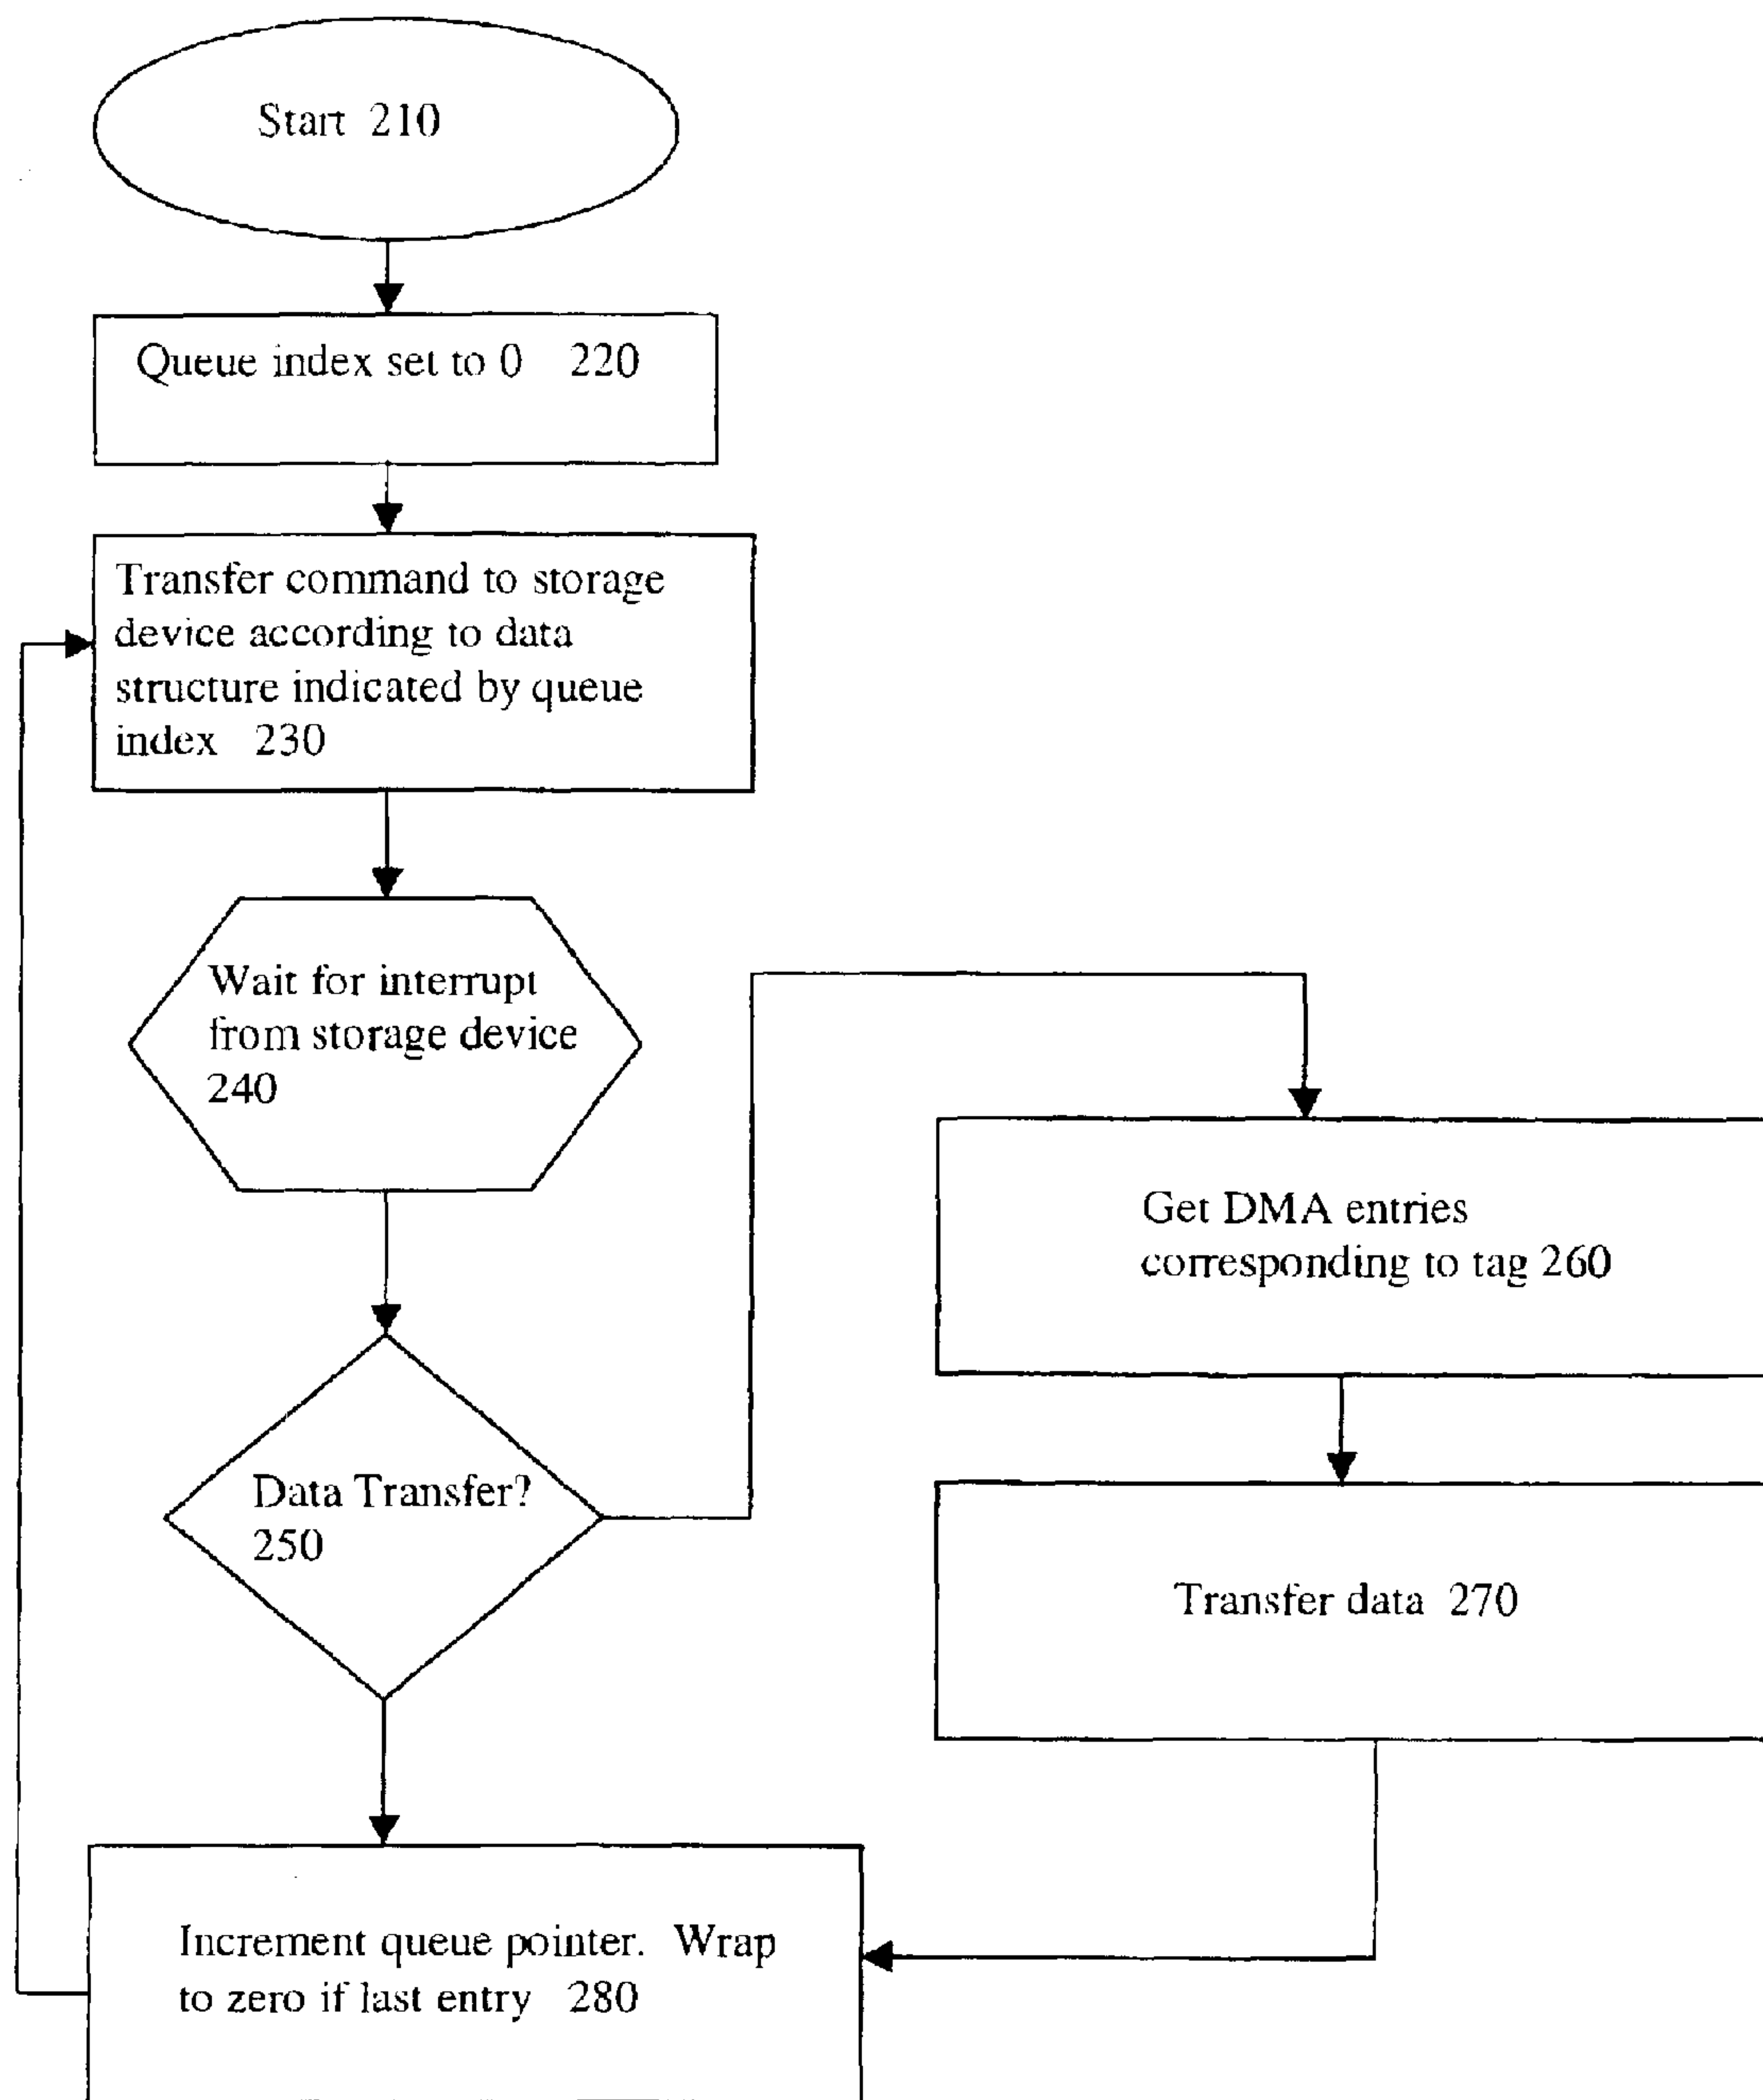 Start 210
Queue index set to 0 220
Transfer command to storage
device according to data
structure indicated by queue
index 230
Wait for interrupt
from storage device
240
Data Transfer?
250
Get DMA entries
corresponding to tag 260
Transfer data 270
Increment queue pointer. Wrap
to zero if last entry 280